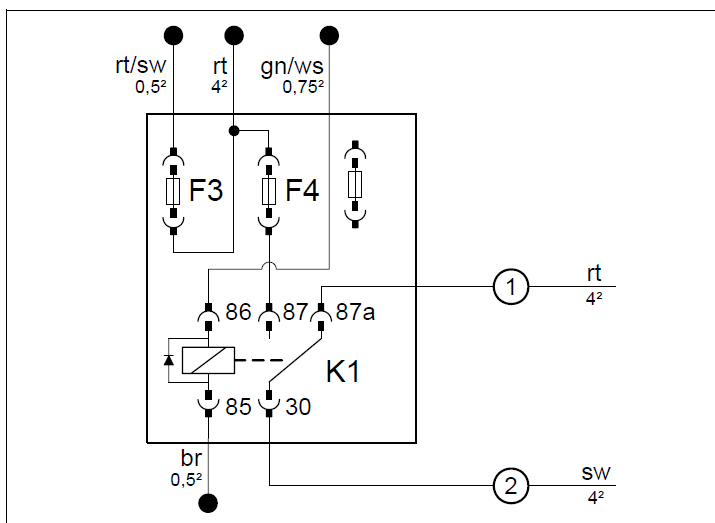 rt/sw
0,5²
rt
4²
gn/ws
0,75²
F3
F4
1
rt
4²
86
87
87a
K1
85
30
br
0,5²
2
sw
4²